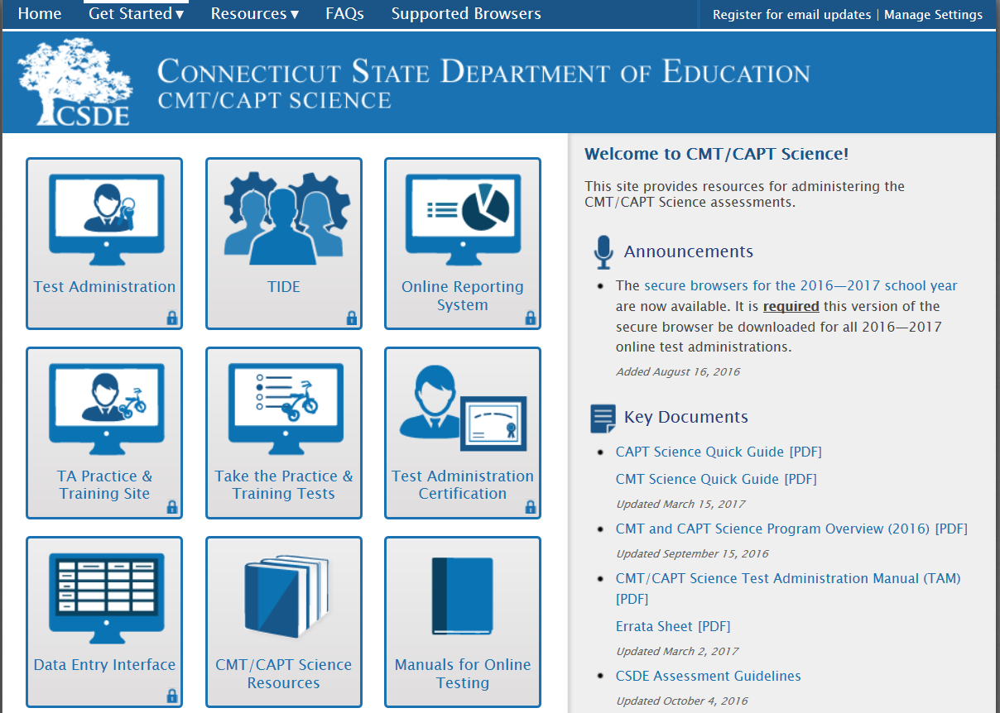 Home Get Started▼ Resources▼ FAQs Supported Browsers Register for email updates | Manage Settings
CSDE
CONNECTICUT STATE DEPARTMENT OF EDUCATION
CMT/CAPT SCIENCE
Test Administration
TIDE
Online Reporting
System
TA Practice &
Training Site
Take the Practice &
Training Tests
Test Administration
Certification
Data Entry Interface
CMT/CAPT Science
Resources
Manuals for Online
Testing
Welcome to CMT/CAPT Science!
This site provides resources for administering the
CMT/CAPT Science assessments.
Announcements
• The secure browsers for the 2016—2017 school year
are now available. It is required this version of the
secure browser be downloaded for all 2016—2017
online test administrations.
Added August 16, 2016
Key Documents
• CAPT Science Quick Guide [PDF]
CMT Science Quick Guide [PDF]
Updated March 15, 2017
• CMT and CAPT Science Program Overview (2016) [PDF]
Updated September 15, 2016
• CMT/CAPT Science Test Administration Manual (TAM)
[PDF]
Errata Sheet [PDF]
Updated March 2, 2017
• CSDE Assessment Guidelines
Updated October 4, 2016